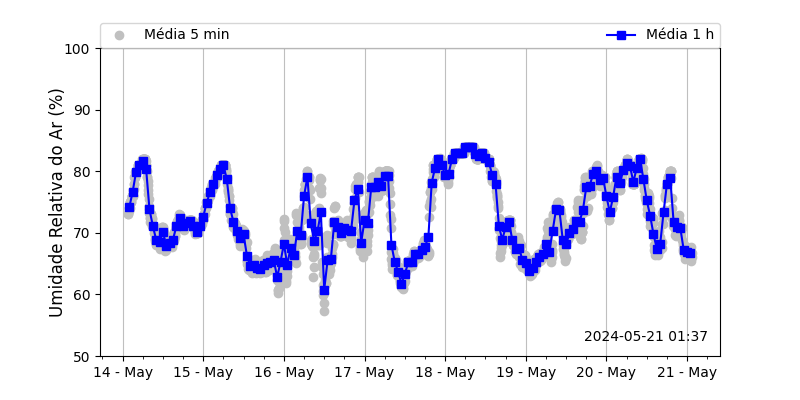 Média 5 min
Média 1 h
Umidade Relativa do Ar (%)
100
90
80
70
60
50
2024-05-21 01:37
14 - May
15 - May
16 - May
17 - May
18 - May
19 - May
20 - May
21 - May